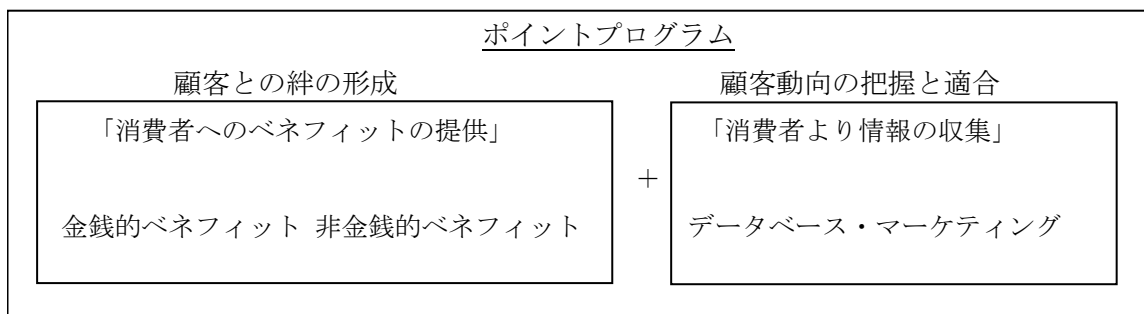 ポイントプログラム
顧客との絆の形成
「消費者へのベネフィットの提供」
金銭的ベネフィット 非金銭的ベネフィット
+
顧客動向の把握と適合
「消費者より情報の収集」
データベース・マーケティング